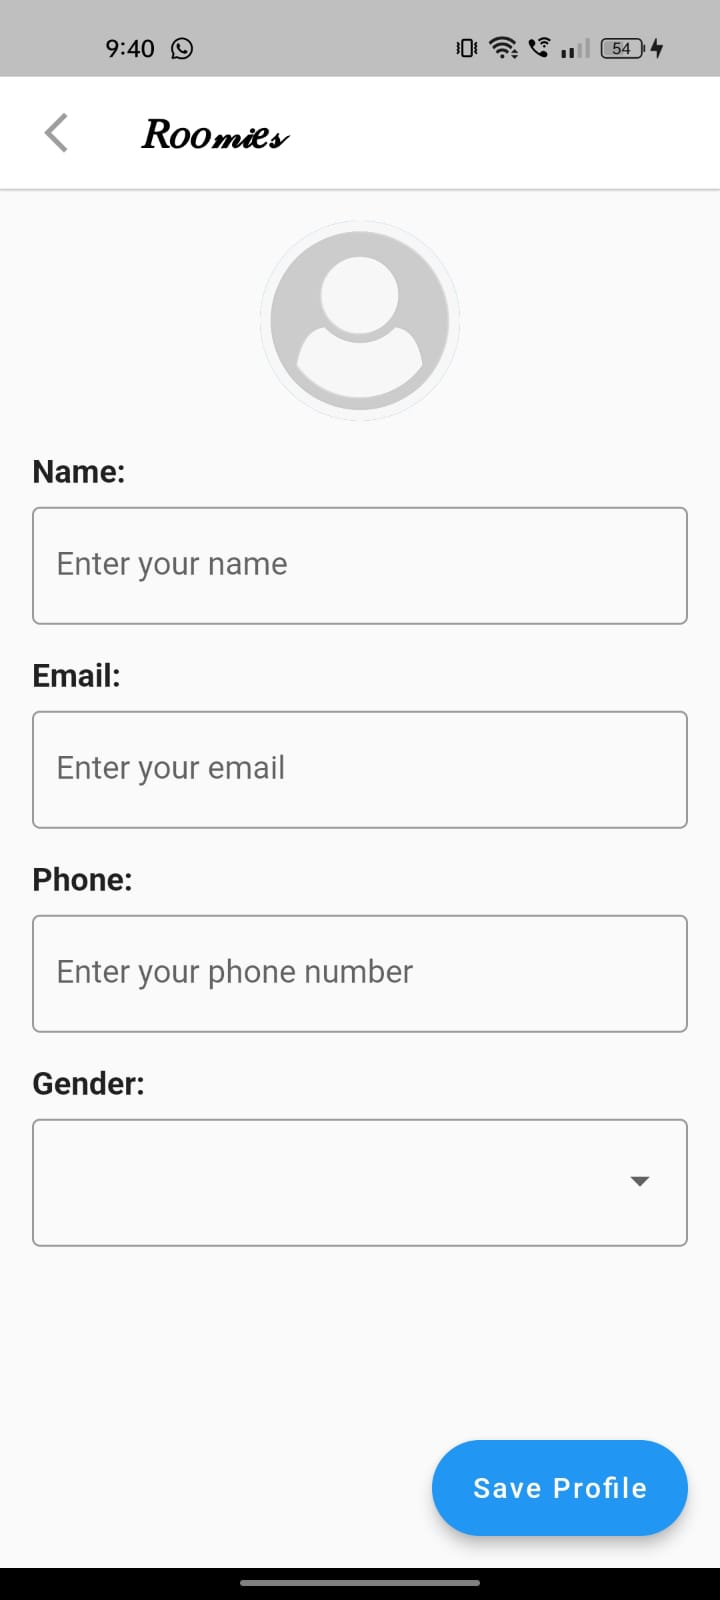 9:40
54
Roomies
Name:
Enter your name
Email:
Enter your email
Phone:
Enter your phone number
Gender:
Save Profile